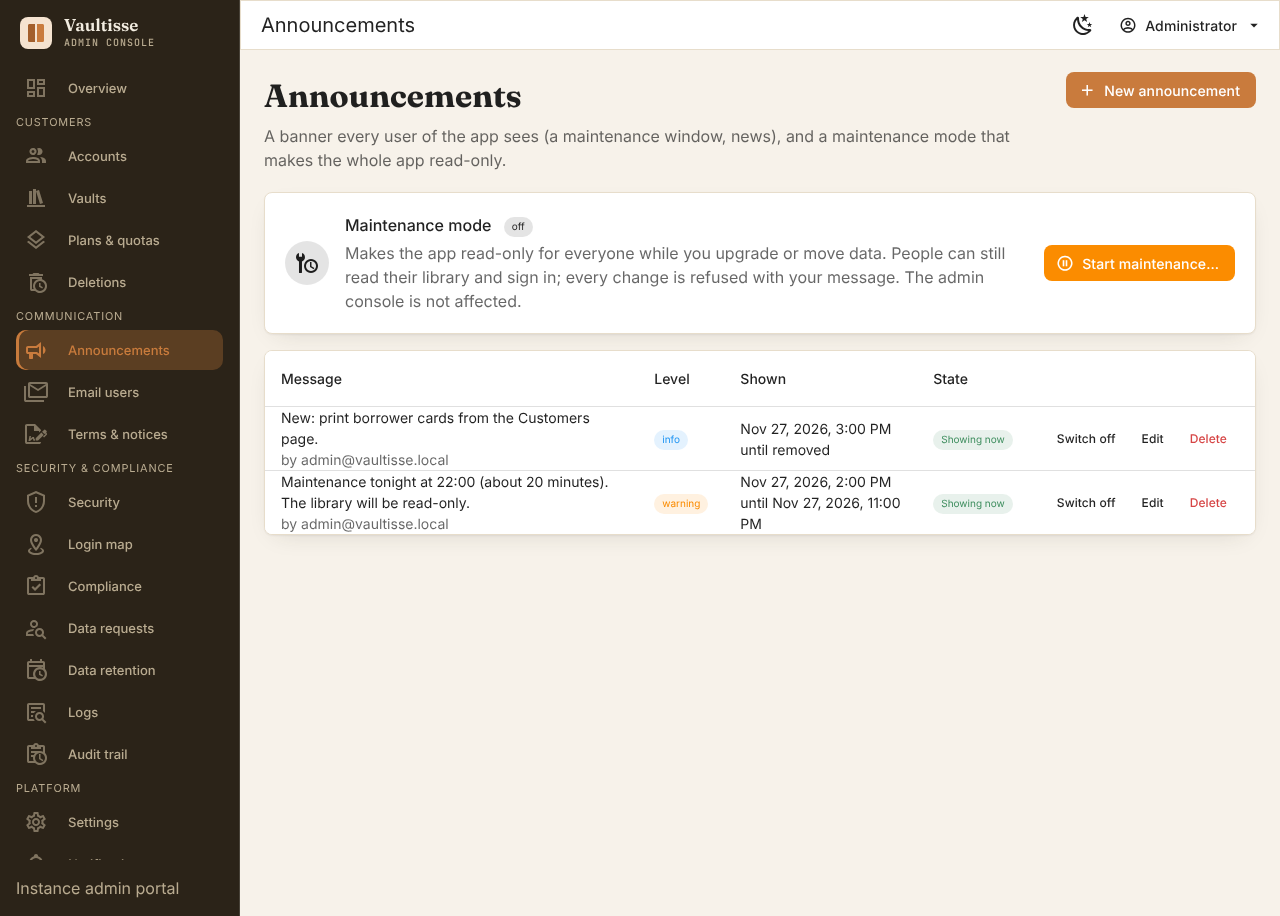 Vaultisse
ADMIN CONSOLE
Overview
CUSTOMERS
Accounts
Vaults
Plans & quotas
Deletions
COMMUNICATION
Announcements
Email users
Terms & notices
SECURITY & COMPLIANCE
Security
Login map
Compliance
Data requests
Data retention
Logs
Audit trail
PLATFORM
Settings
Instance admin portal
Announcements
Administrator
Announcements
New announcement
A banner every user of the app sees (a maintenance window, news), and a maintenance mode that
makes the whole app read-only.
Maintenance mode off
Makes the app read-only for everyone while you upgrade or move data. People can still
read their library and sign in; every change is refused with your message. The admin
console is not affected.
Start maintenance...
Message Level Shown State
New: print borrower cards from the Customers
page.
by admin@vaultisse.local
info
Nov 27, 2026, 3:00 PM
until removed
Showing now
Switch off Edit Delete
Maintenance tonight at 22:00 (about 20 minutes).
The library will be read-only.
by admin@vaultisse.local
warning
Nov 27, 2026, 2:00 PM
until Nov 27, 2026, 11:00
PM
Showing now
Switch off Edit Delete